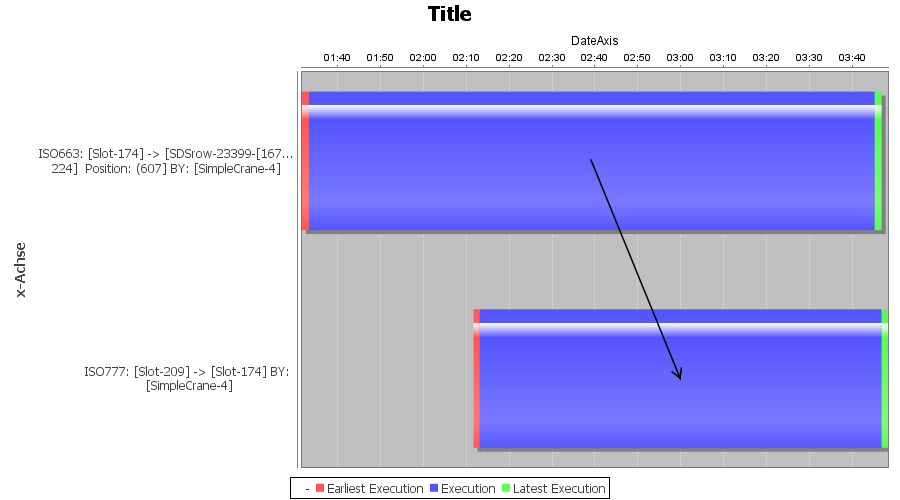 Title
DateAxis
01:40 01:50 02:00 02:10 02:20 02:30 02:40 02:50 03:00 03:10 03:20 03:30 03:40
ISO663: [Slot-174] -> [SDSrow-23399-[167...
224]  Position: (607] BY: [SimpleCrane-4]
x-Achse
ISO777: [Slot-209] -> [Slot-174] BY:
[SimpleCrane-4]
- Earliest Execution Execution Latest Execution